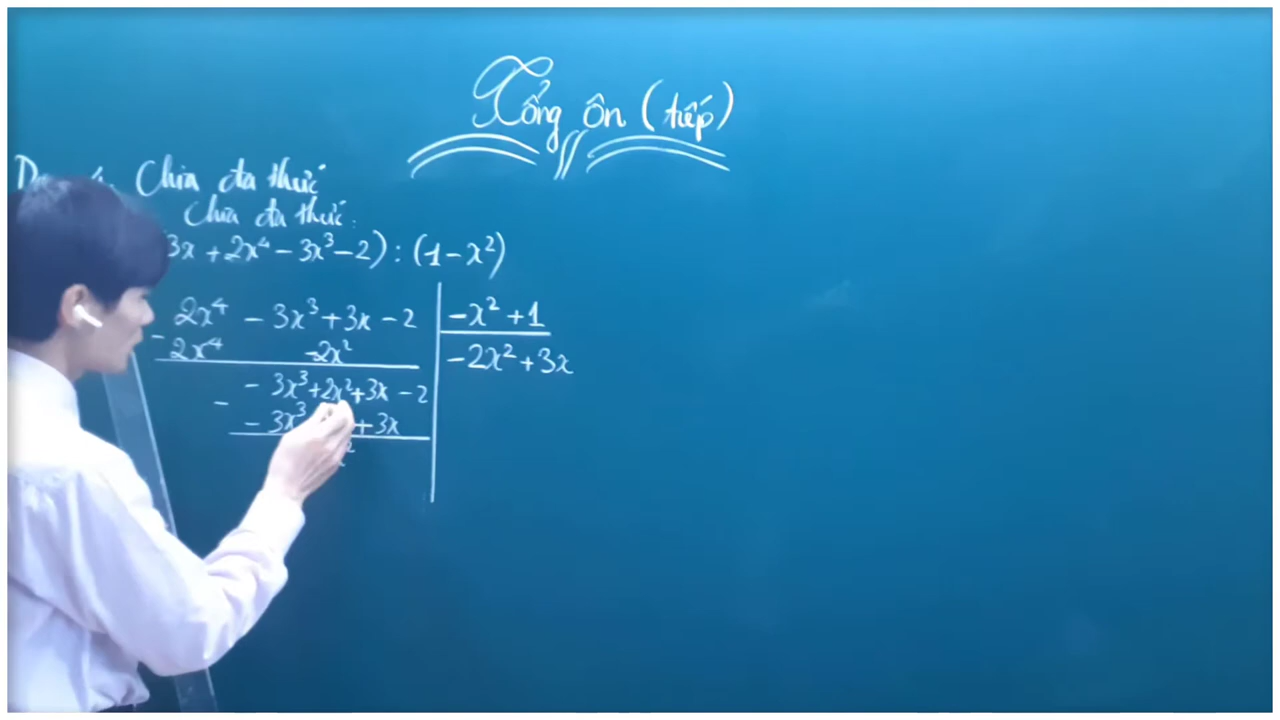 Tổng ôn (tiếp)
Chia đa thức
Chia đa thức.
3x + 2x⁴ - 3x³ - 2) : (1 - x²)
2x⁴ - 3x³ + 3x - 2 | -x² + 1
- 2x⁴ -2x² | -2x² + 3x
- 3x³ + 2x² + 3x - 2
- - 3x³ + 3x